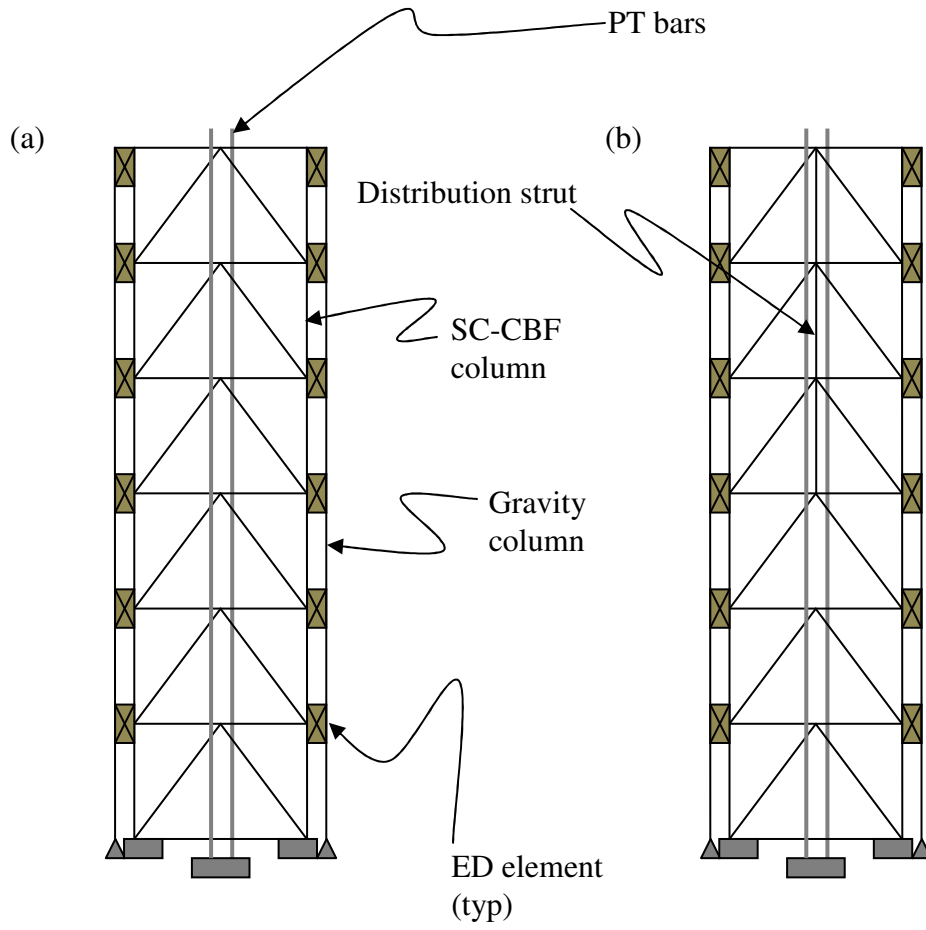 PT bars
(a)
(b)
Distribution strut
SC-CBF
column
Gravity
column
ED element
(typ)